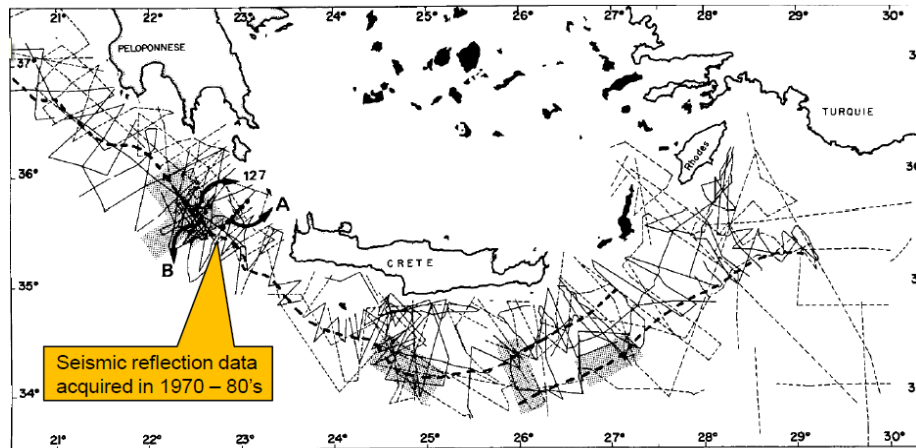 21° 22° 23° 24° 25° 26° 27° 28° 29° 30°
PELOPONNESE
37°
TURQUIE
Rhodes
36°
127
A
B
CRETE
35°
Seismic reflection data
acquired in 1970 – 80's
34°
21° 22° 23° 24° 25° 26° 27° 28° 29° 30°